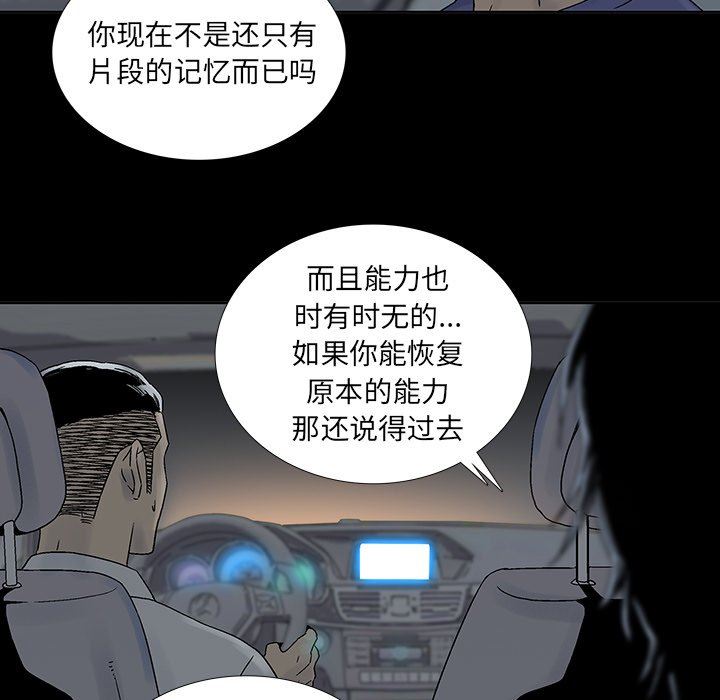 你现在不是还只有
片段的记忆而已吗
而且能力也
时有时无的...
如果你能恢复
原本的能力
那还说得过去